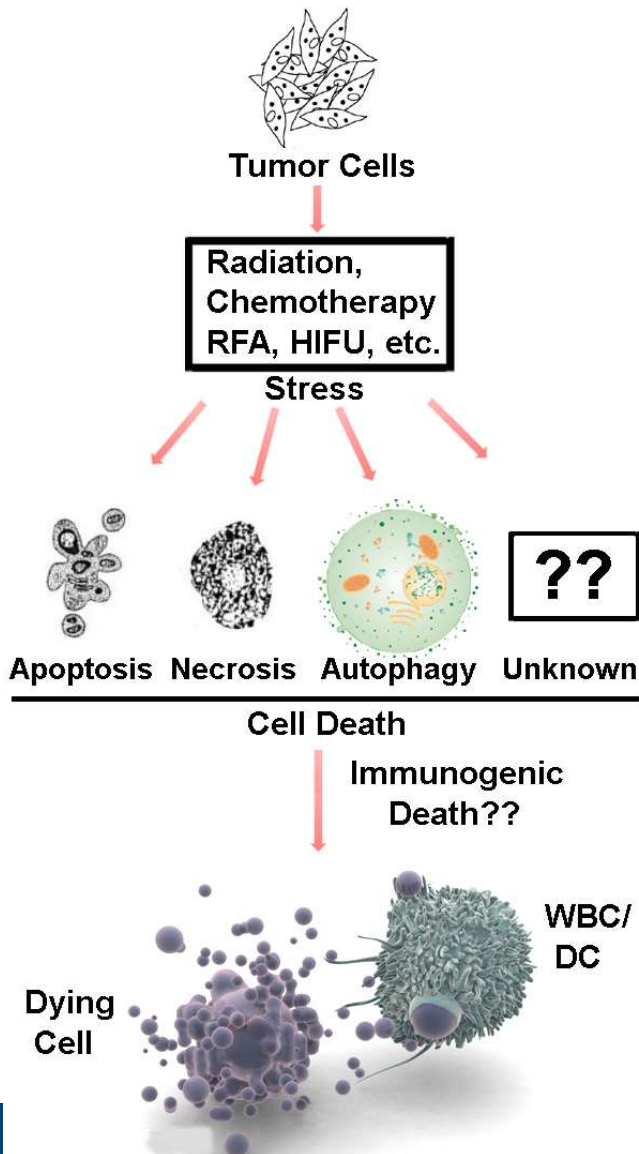 Tumor Cells
Radiation,
Chemotherapy
RFA, HIFU, etc.
Stress
??
Apoptosis Necrosis Autophagy Unknown
Cell Death
Immunogenic
Death??
WBC/
DC
Dying
Cell